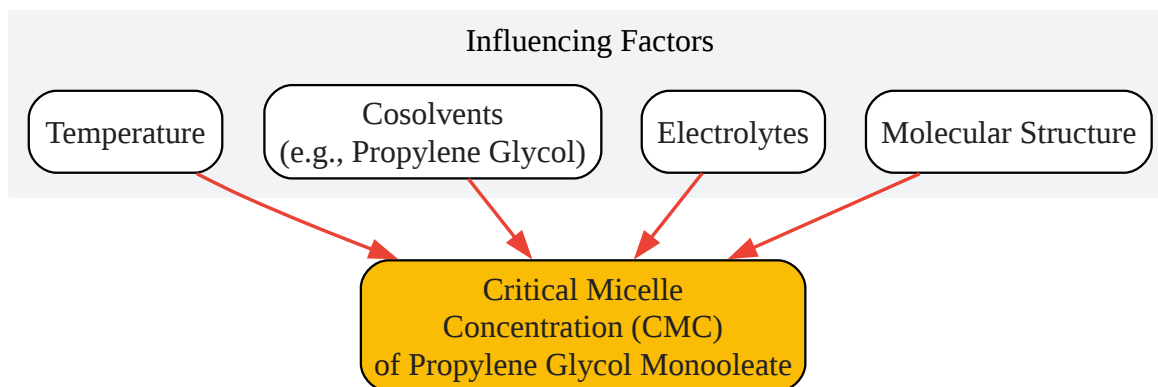 Influencing Factors
Temperature
Cosolvents
(e.g., Propylene Glycol)
Electrolytes
Molecular Structure
Critical Micelle
Concentration (CMC)
of Propylene Glycol Monooleate